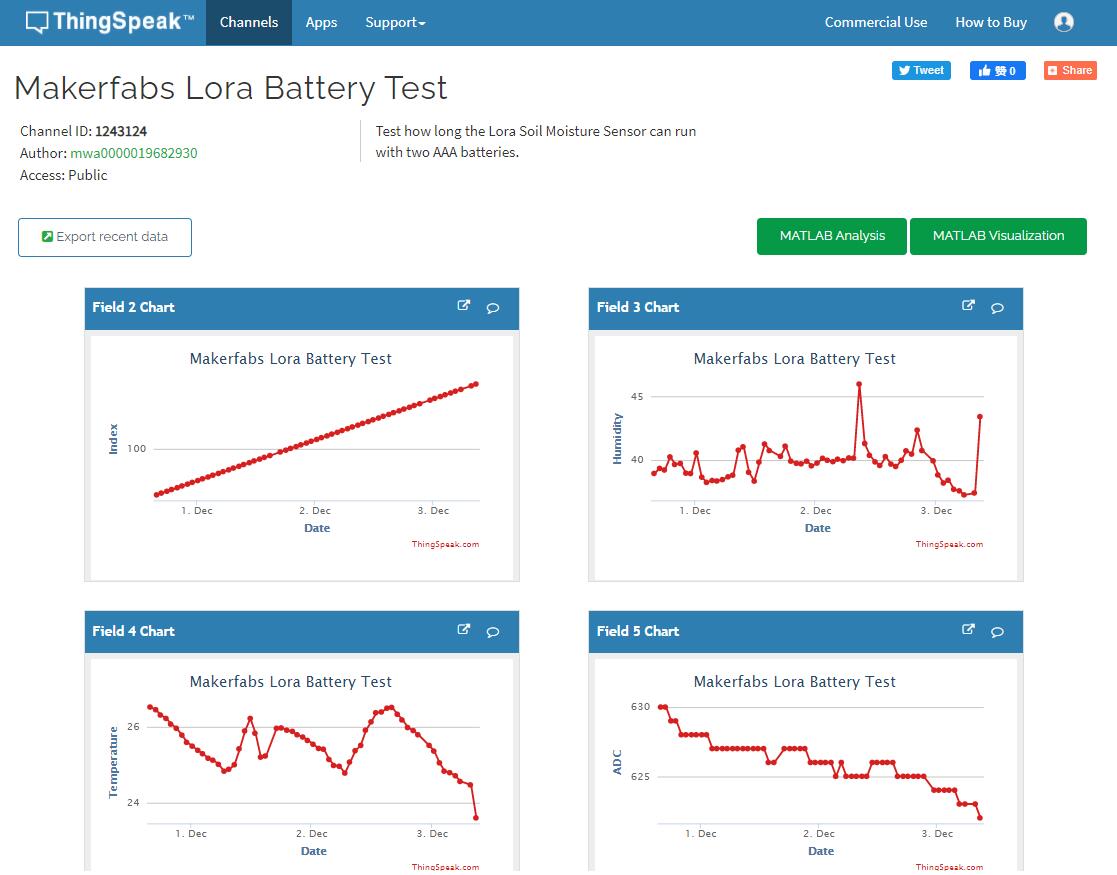 ThingSpeak™ Channels Apps Support Commercial Use How to Buy
Tweet 赞 0 Share
Makerfabs Lora Battery Test
Channel ID: 1243124
Author: mwa0000019682930
Access: Public
Test how long the Lora Soil Moisture Sensor can run
with two AAA batteries.
Export recent data
MATLAB Analysis MATLAB Visualization
Field 2 Chart
Makerfabs Lora Battery Test
Index
100
1. Dec 2. Dec 3. Dec
Date
ThingSpeak.com
Field 3 Chart
Makerfabs Lora Battery Test
Humidity
45
40
1. Dec 2. Dec 3. Dec
Date
ThingSpeak.com
Field 4 Chart
Makerfabs Lora Battery Test
Temperature
26
24
1. Dec 2. Dec 3. Dec
Date
ThingSpeak.com
Field 5 Chart
Makerfabs Lora Battery Test
ADC
630
625
1. Dec 2. Dec 3. Dec
Date
ThingSpeak.com